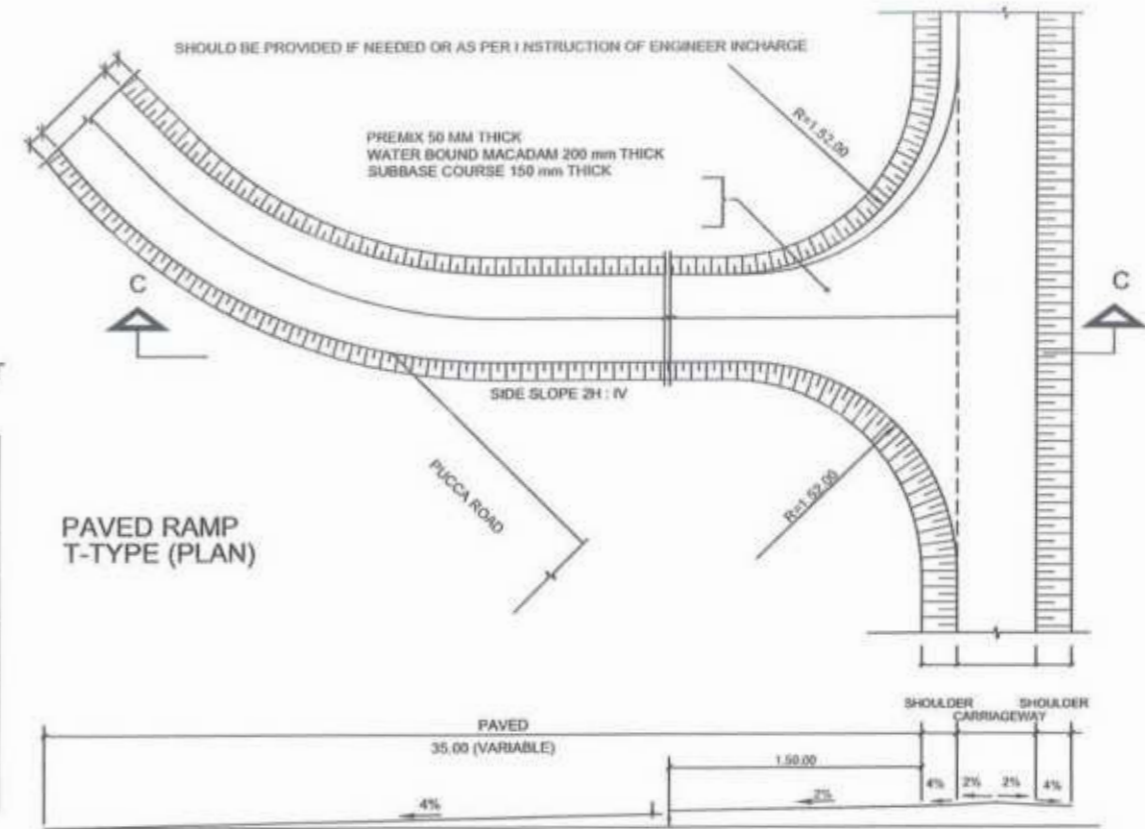 SHOULD BE PROVIDED IF NEEDED OR AS PER I NSTRUCTION OF ENGINEER INCHARGE
R=1.52.00
PREMIX 50 MM THICK
WATER BOUND MACADAM 200 mm THICK
SUBBASE COURSE 150 mm THICK
C
C
SIDE SLOPE 2H : IV
PUCCA ROAD
R=1.52.00
PAVED RAMP
T-TYPE (PLAN)
SHOULDER SHOULDER
CARRIAGEWAY
PAVED
35.00 (VARIABLE)
1.50.00
4% 2% 2% 4%
4%
2%